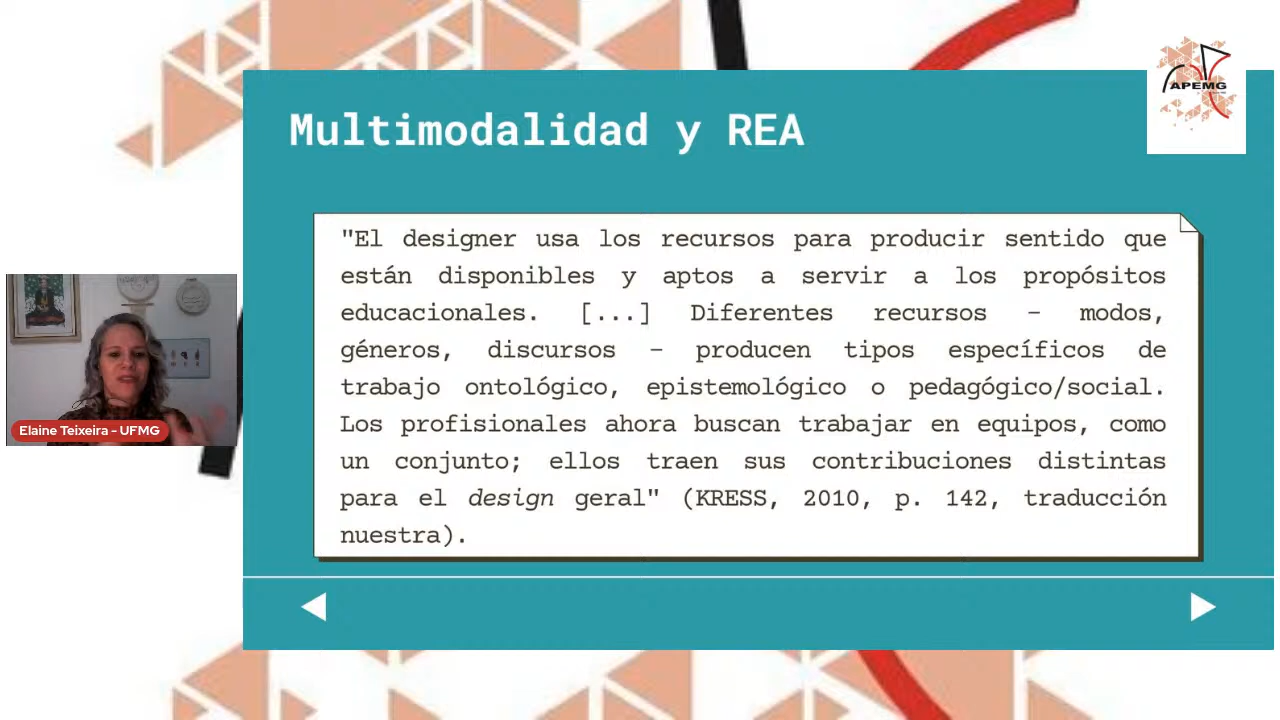 APEMG
Multimodalidad y REA
"El designer usa los recursos para producir sentido que
están disponibles y aptos a servir a los propósitos
educacionales. [...] Diferentes recursos – modos,
géneros, discursos – producen tipos específicos de
trabajo ontológico, epistemológico o pedagógico/social.
Los profisionales ahora buscan trabajar en equipos, como
un conjunto; ellos traen sus contribuciones distintas
para el design geral" (KRESS, 2010, p. 142, traducción
nuestra).
Elaine Teixeira - UFMG